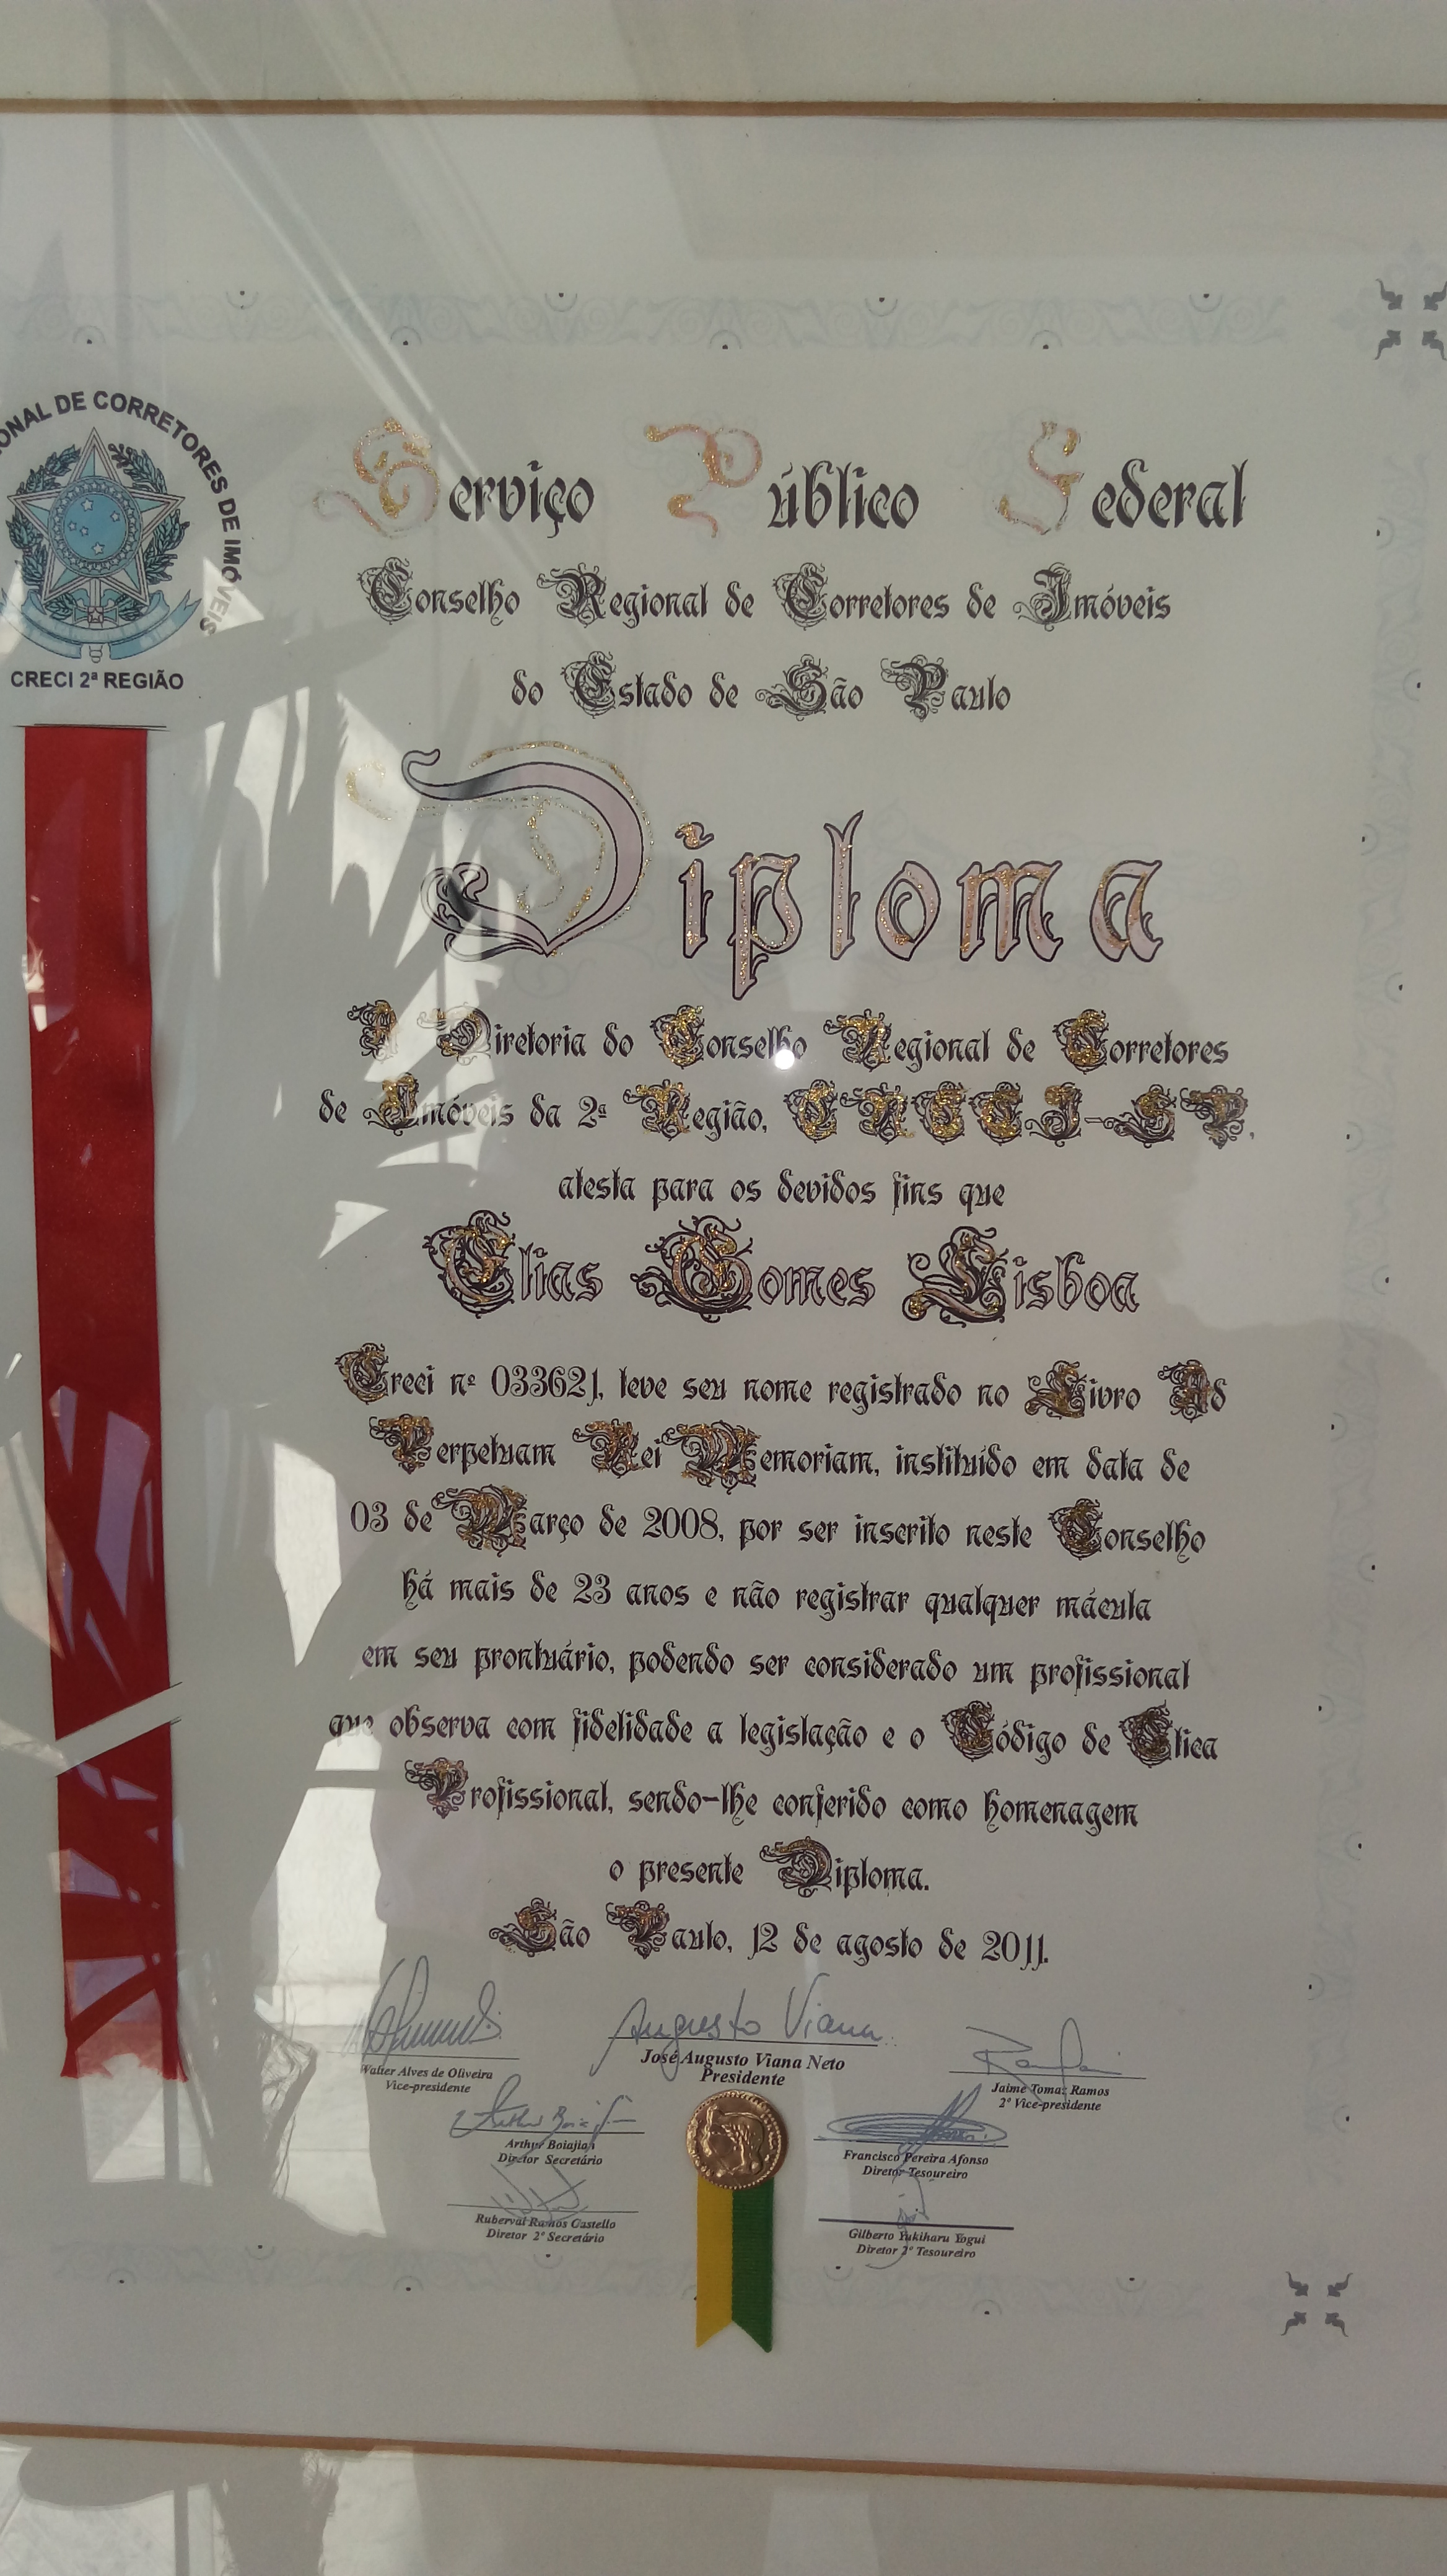 ONAL DE CORRETORES DE IMÓVEIS
CRECI 2ª REGIÃO
Serviço Público Federal
Conselho Regional de Corretores de Imóveis
do Estado de São Paulo
Diploma
A Diretoria do Conselho Regional de Corretores
de Imóveis da 2ª Região, CRECI-SP,
atesta para os devidos fins que
Elias Gomes Lisboa
Creci nº 033621, teve seu nome registrado no Livro Ad
Perpetuam Rei Memoriam, instituído em data de
03 de Março de 2008, por ser inscrito neste Conselho
há mais de 23 anos e não registrar qualquer mácula
em seu prontuário, podendo ser considerado um profissional
que observa com fidelidade a legislação e o Código de Ética
Profissional, sendo-lhe conferido como homenagem
o presente Diploma.
São Paulo, 12 de agosto de 2011.
Augusto Viana
Walter Alves de Oliveira
Vice-presidente
José Augusto Viana Neto
Presidente
Jaime Tomaz Ramos
2º Vice-presidente
Arthur Boiajian
Diretor Secretário
Francisco Pereira Afonso
Diretor Tesoureiro
Ruberval Ramos Castello
Diretor 2º Secretário
Gilberto Yukiharu Yogui
Diretor 2º Tesoureiro